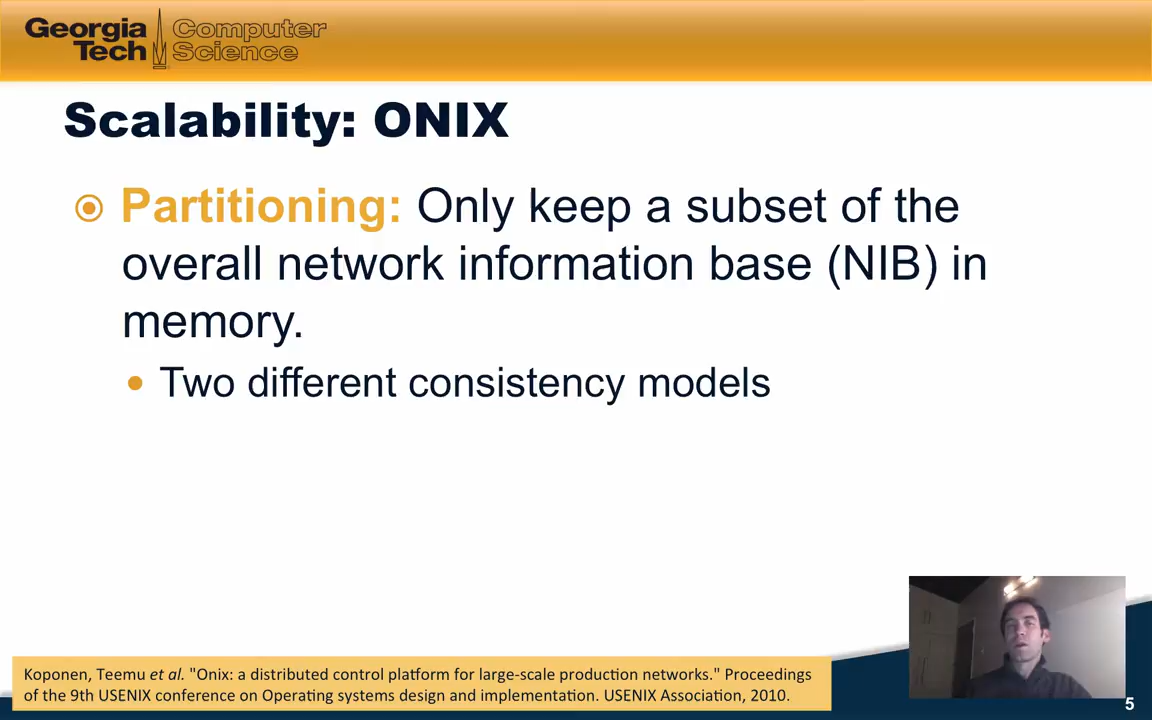 Georgia Tech
Computer Science
Scalability: ONIX
Partitioning: Only keep a subset of the
overall network information base (NIB) in
memory.
Two different consistency models
Koponen, Teemu et al. "Onix: a distributed control platform for large-scale production networks." Proceedings
of the 9th USENIX conference on Operating systems design and implementation. USENIX Association, 2010.
5